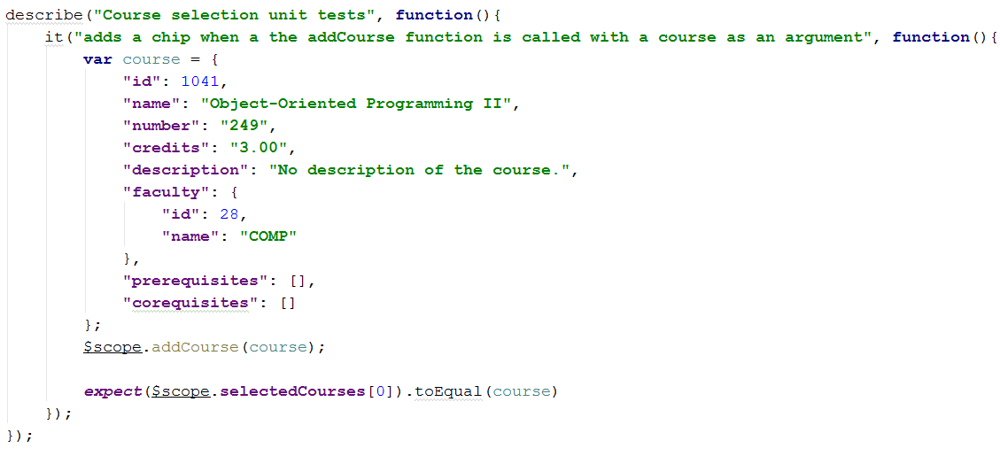 describe("Course selection unit tests", function(){
    it("adds a chip when a the addCourse function is called with a course as an argument", function(){
        var course = {
            "id": 1041,
            "name": "Object-Oriented Programming II",
            "number": "249",
            "credits": "3.00",
            "description": "No description of the course.",
            "faculty": {
                "id": 28,
                "name": "COMP"
            },
            "prerequisites": [],
            "corequisites": []
        };
        $scope.addCourse(course);

        expect($scope.selectedCourses[0]).toEqual(course)
    });
});